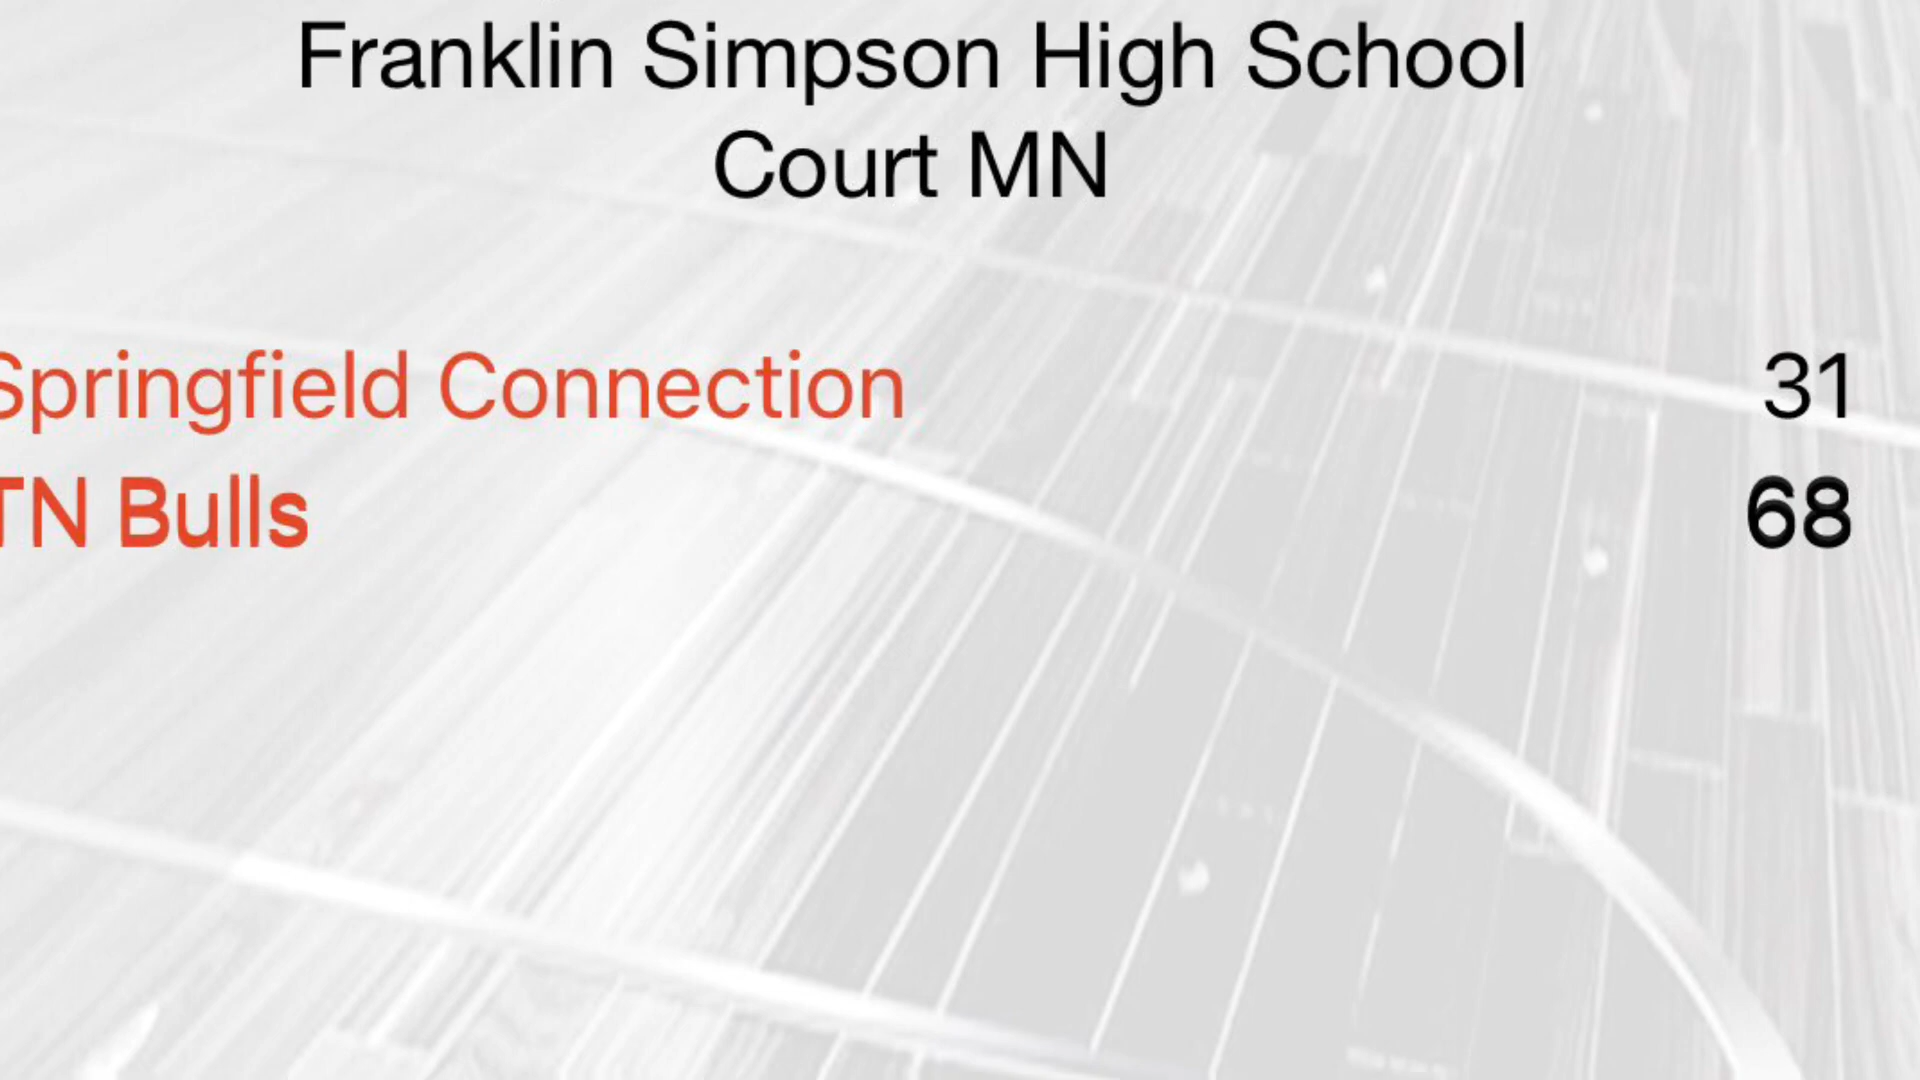 Franklin Simpson High School
Court MN
Springfield Connection 31
TN Bulls 68